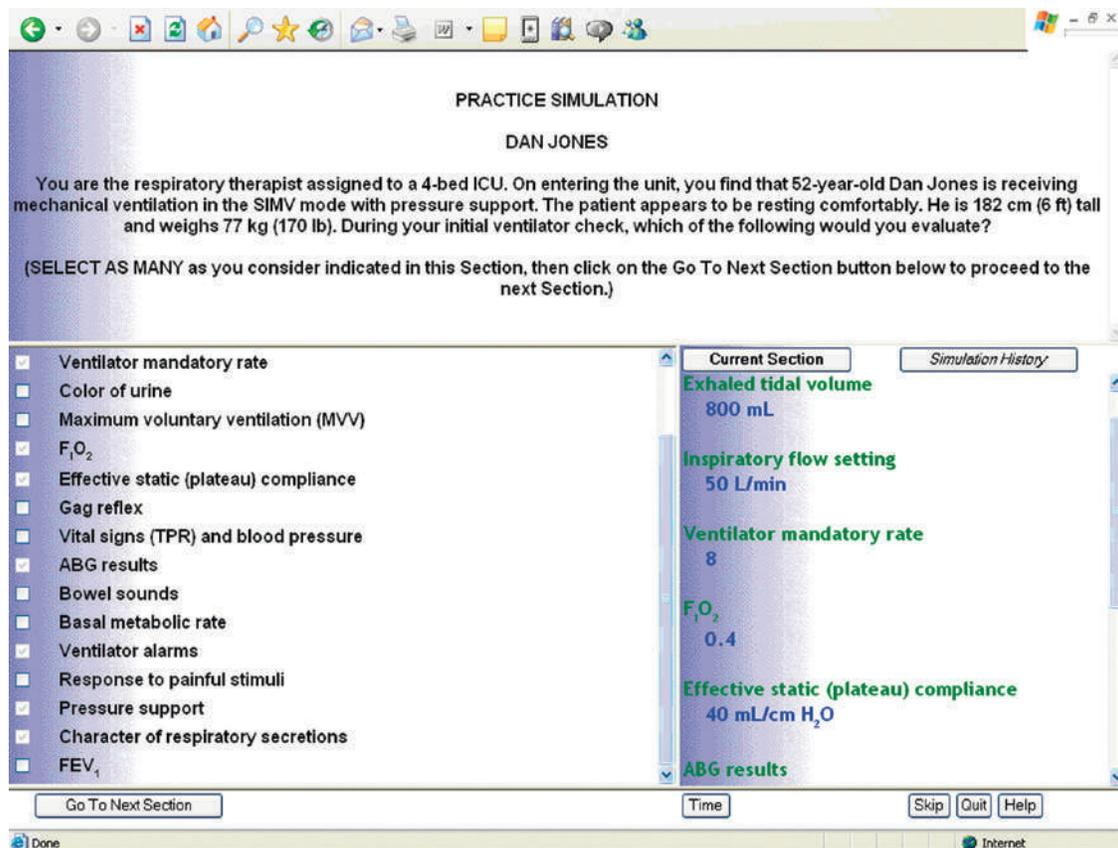 PRACTICE SIMULATION
DAN JONES
You are the respiratory therapist assigned to a 4-bed ICU. On entering the unit, you find that 52-year-old Dan Jones is receiving
mechanical ventilation in the SIMV mode with pressure support. The patient appears to be resting comfortably. He is 182 cm (6 ft) tall
and weighs 77 kg (170 lb). During your initial ventilator check, which of the following would you evaluate?
(SELECT AS MANY as you consider indicated in this Section, then click on the Go To Next Section button below to proceed to the
next Section.)
Ventilator mandatory rate
Color of urine
Maximum voluntary ventilation (MVV)
FIO2
Effective static (plateau) compliance
Gag reflex
Vital signs (TPR) and blood pressure
ABG results
Bowel sounds
Basal metabolic rate
Ventilator alarms
Response to painful stimuli
Pressure support
Character of respiratory secretions
FEV1
Current Section
Simulation History
Exhaled tidal volume
800 mL
Inspiratory flow setting
50 L/min
Ventilator mandatory rate
8
FIO2
0.4
Effective static (plateau) compliance
40 mL/cm H2O
ABG results
Go To Next Section
Time
Skip
Quit
Help
Done
Internet